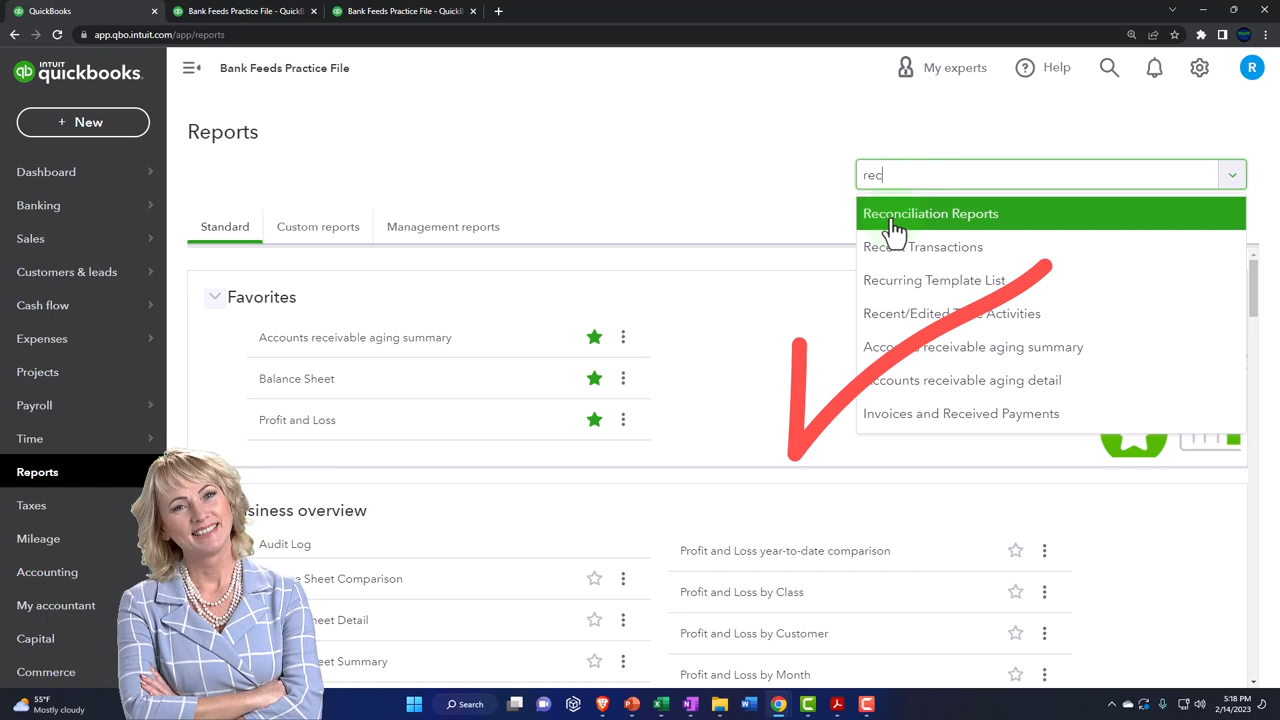 QuickBooks
Bank Feeds Practice File - QuickB
Bank Feeds Practice File - QuickB
app.qbo.intuit.com/app/reports
INTUIT
quickbooks.
Bank Feeds Practice File
My experts
Help
R
+ New
Reports
rec
Dashboard
Banking
Sales
Customers & leads
Cash flow
Expenses
Projects
Payroll
Time
Reports
Taxes
Mileage
Accounting
My accountant
Capital
Commerce
Reconciliation Reports
Recent Transactions
Recurring Template List
Recent/Edited Time Activities
Accounts receivable aging summary
Accounts receivable aging detail
Invoices and Received Payments
Standard
Custom reports
Management reports
Favorites
Accounts receivable aging summary
Balance Sheet
Profit and Loss
siness overview
Audit Log
ce Sheet Comparison
heet Detail
heet Summary
Profit and Loss year-to-date comparison
Profit and Loss by Class
Profit and Loss by Customer
Profit and Loss by Month
55°F
Mostly cloudy
Search
5:18 PM
2/14/2023